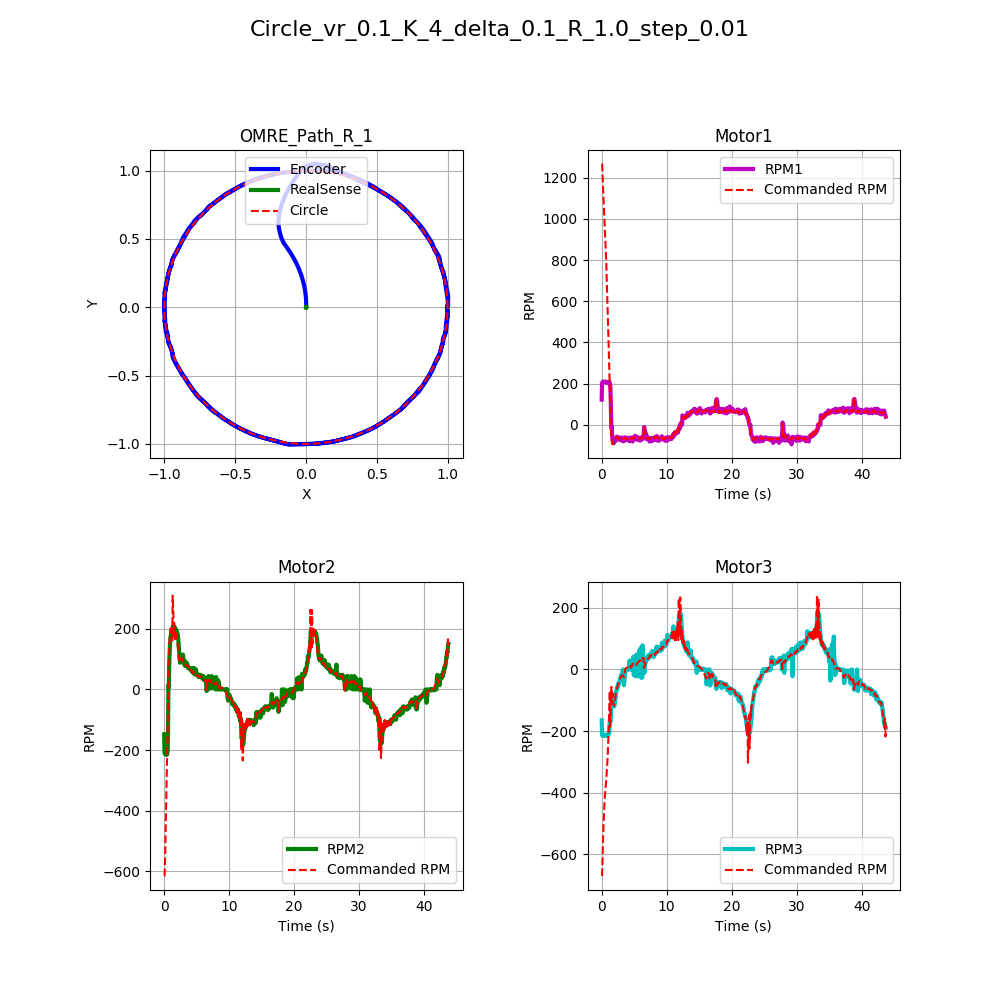 Circle_vr_0.1_K_4_delta_0.1_R_1.0_step_0.01
OMRE_Path_R_1
Encoder
RealSense
Circle
1.0
0.5
0.0
−0.5
−1.0
Y
−1.0 −0.5 0.0 0.5 1.0
X
Motor1
RPM1
Commanded RPM
1200
1000
800
600
400
200
0
RPM
0 10 20 30 40
Time (s)
Motor2
200
0
−200
−400
−600
RPM
RPM2
Commanded RPM
0 10 20 30 40
Time (s)
Motor3
200
0
−200
−400
−600
RPM
RPM3
Commanded RPM
0 10 20 30 40
Time (s)